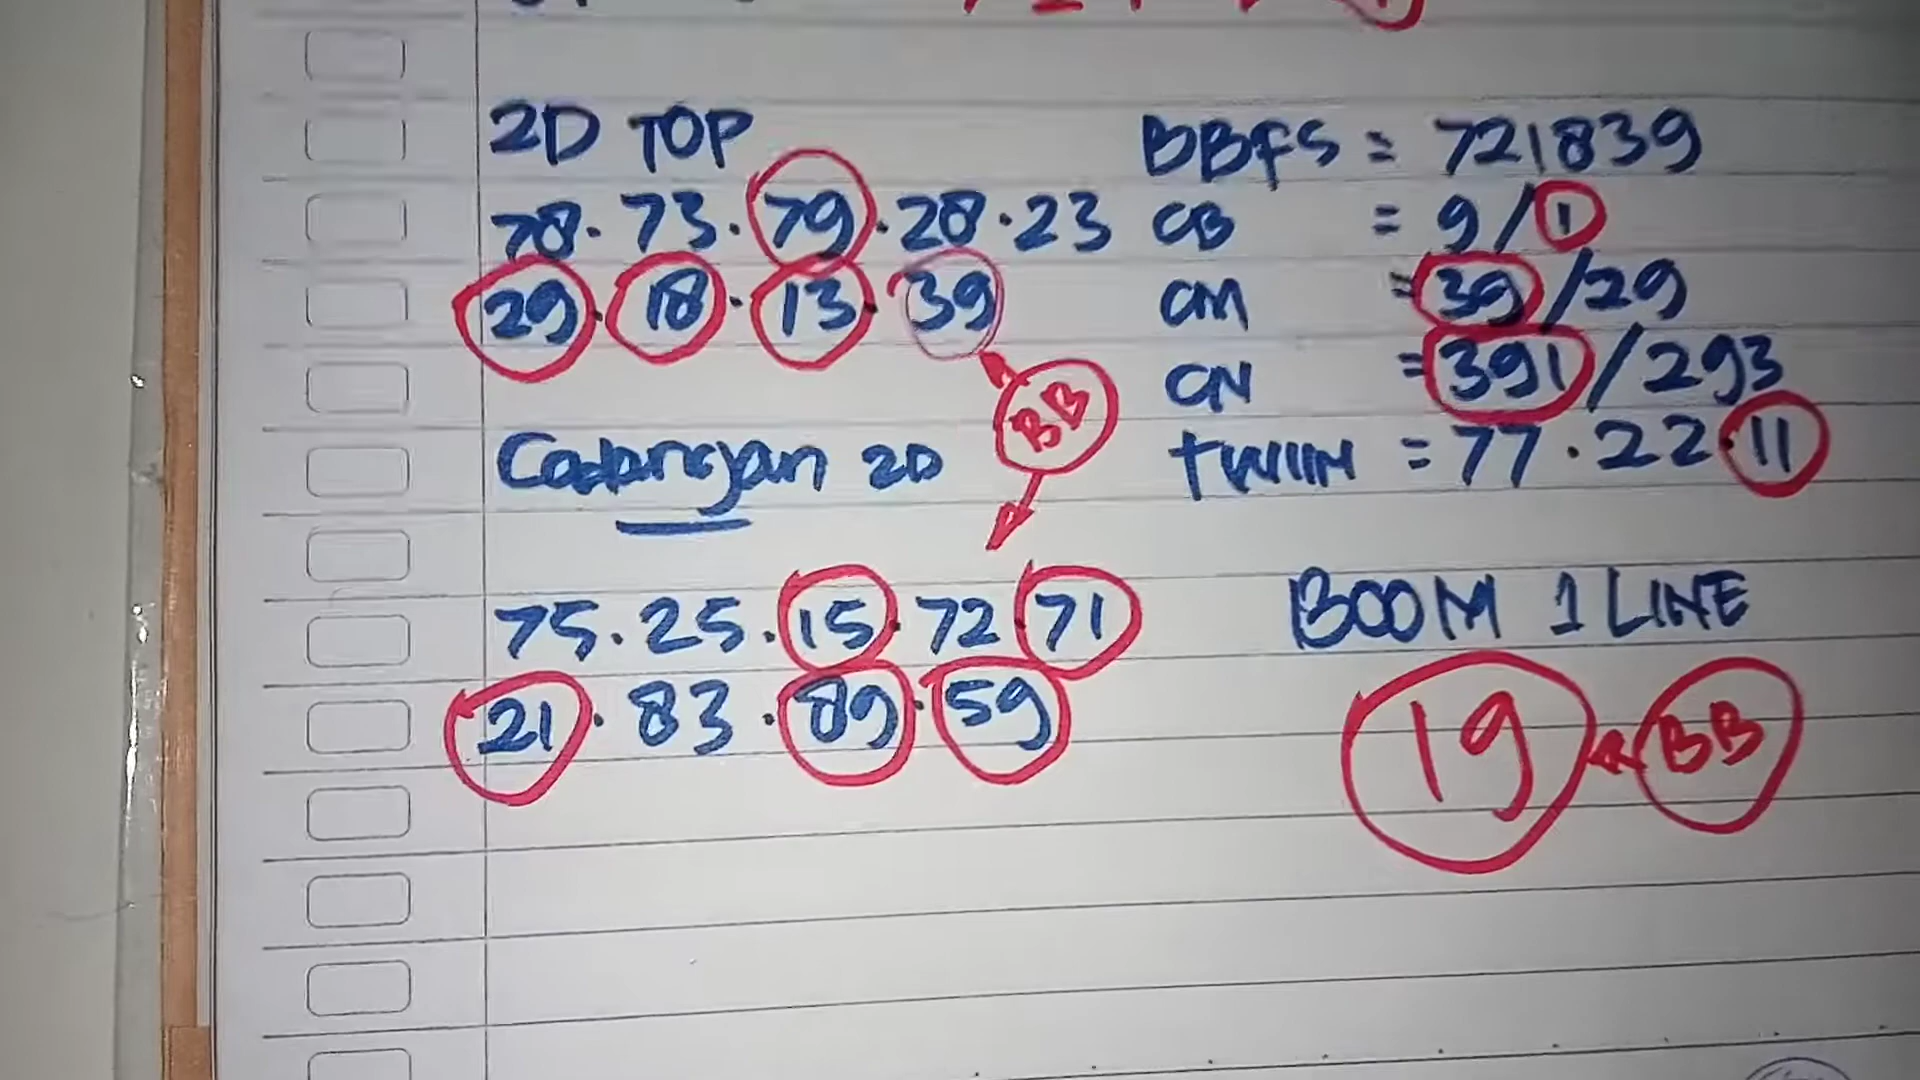 2D TOP
78. 73. 79. 28. 23
29. 18. 13. 39
BB
Cadangan 2D
75. 25. 15. 72. 71
21. 83. 89. 59
BBFS = 721839
CB = 9/1
CM = 39/29
CN = 391/293
TWIIN = 77. 22. 11
BOOM 1 LINE
19 BB